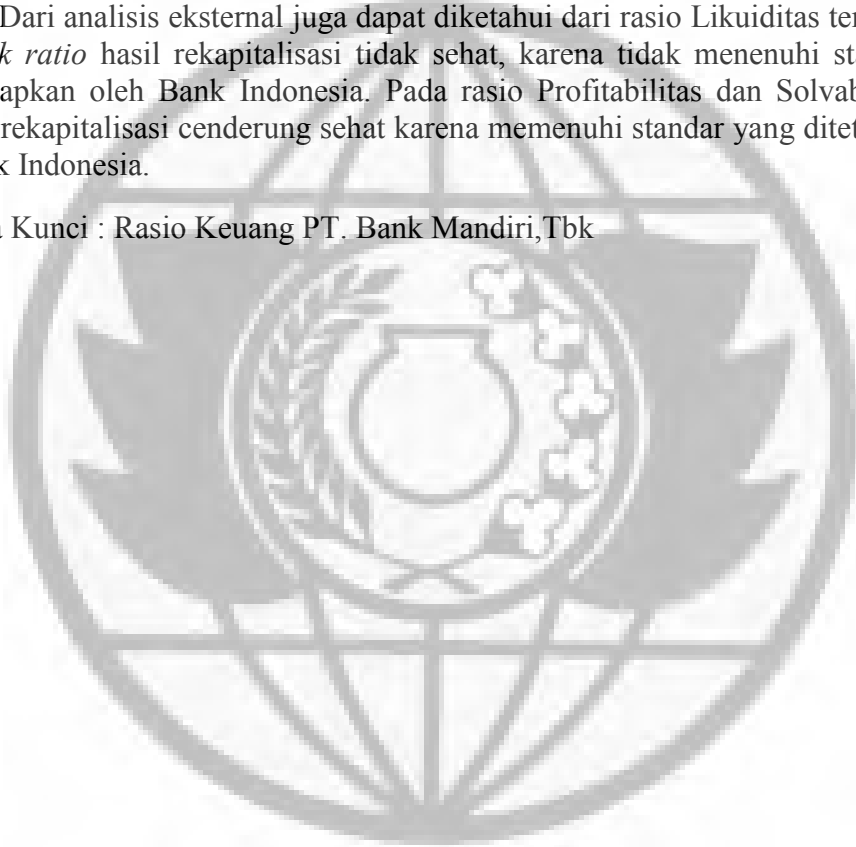 Dari analisis eksternal juga dapat diketahui dari rasio Likuiditas ter
k ratio hasil rekapitalisasi tidak sehat, karena tidak menenuhi sta
apkan oleh Bank Indonesia. Pada rasio Profitabilitas dan Solvab
rekapitalisasi cenderung sehat karena memenuhi standar yang ditet
k Indonesia.
a Kunci : Rasio Keuang PT. Bank Mandiri,Tbk